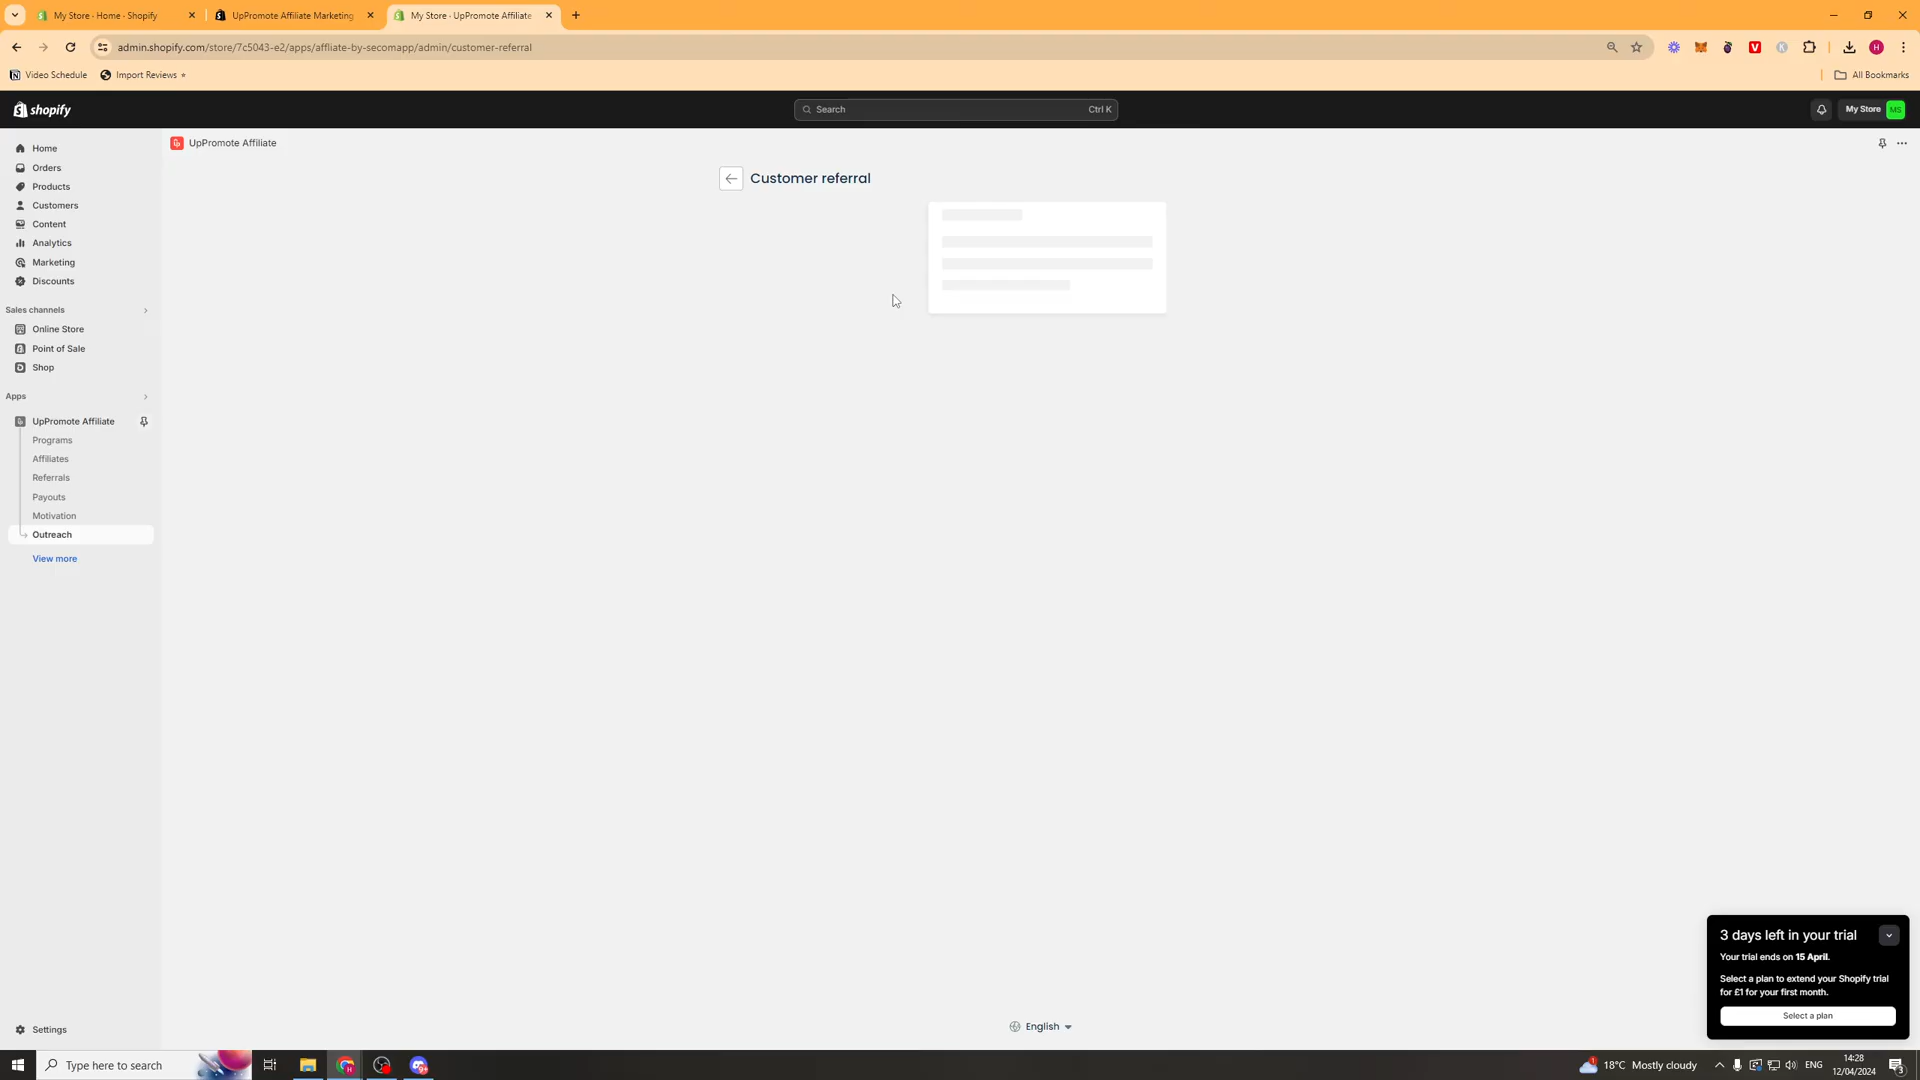 My Store - Home - Shopify
UpPromote Affiliate Marketing
My Store - UpPromote Affiliate
admin.shopify.com/store/7c5043-e2/apps/affliate-by-secomapp/admin/customer-referral
Video Schedule
Import Reviews
All Bookmarks
shopify
Search
Ctrl K
My Store
MS
Home
Orders
Products
Customers
Content
Analytics
Marketing
Discounts
Sales channels
Online Store
Point of Sale
Shop
Apps
UpPromote Affiliate
Programs
Affiliates
Referrals
Payouts
Motivation
Outreach
View more
Settings
UpPromote Affiliate
Customer referral
English
3 days left in your trial
Your trial ends on 15 April.
Select a plan to extend your Shopify trial
for £1 for your first month.
Select a plan
Type here to search
18°C Mostly cloudy
ENG
14:28
12/04/2024